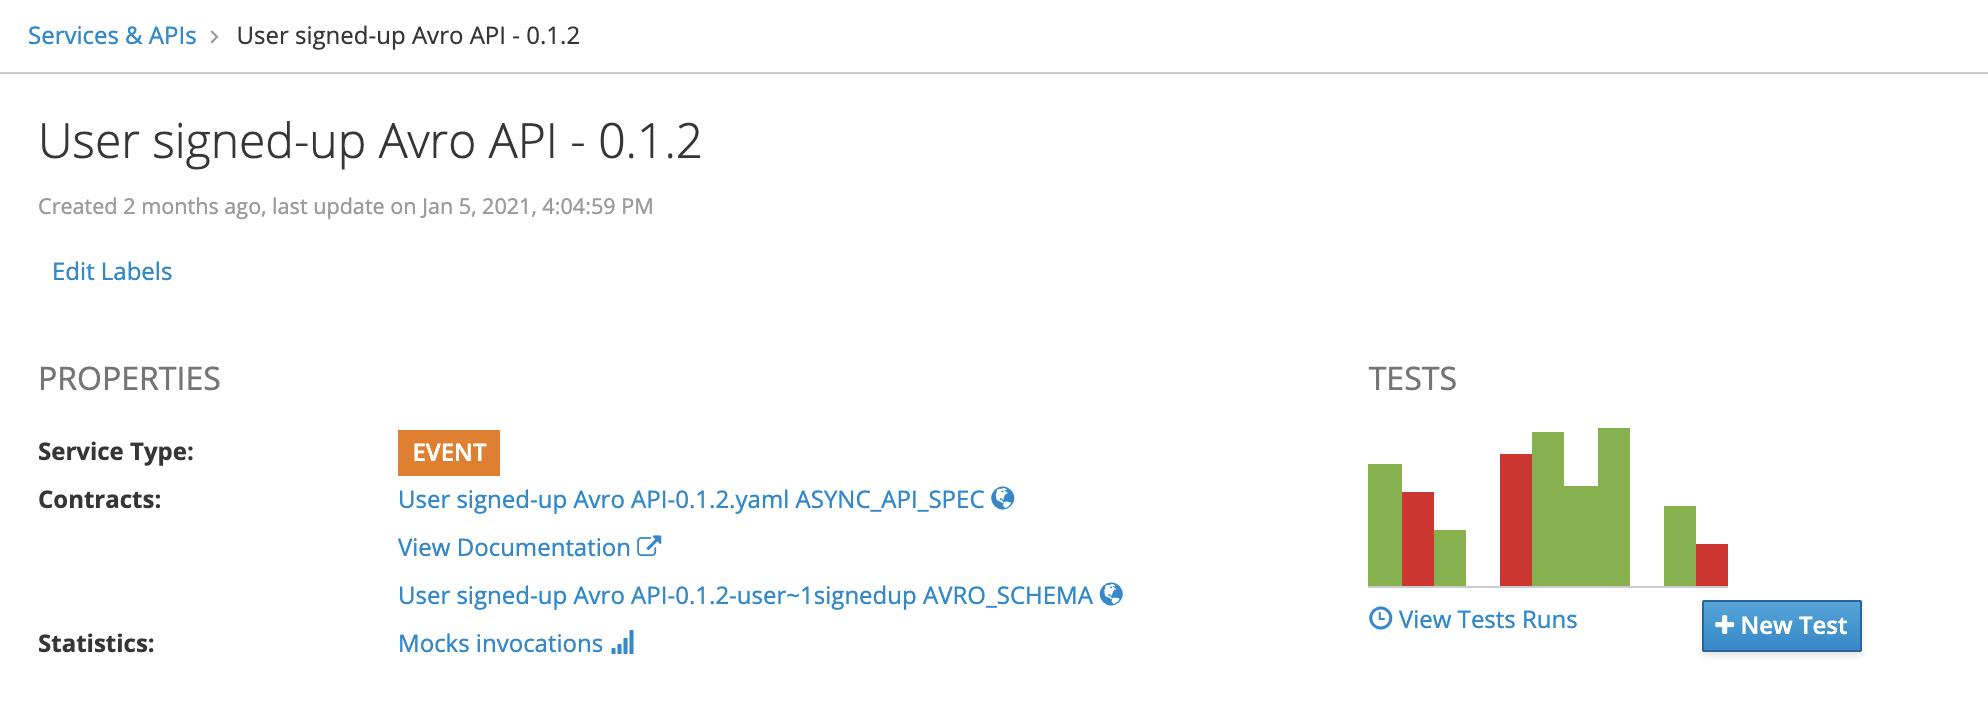 Services & APIs > User signed-up Avro API - 0.1.2
User signed-up Avro API - 0.1.2
Created 2 months ago, last update on Jan 5, 2021, 4:04:59 PM
Edit Labels
PROPERTIES
Service Type: EVENT
Contracts: User signed-up Avro API-0.1.2.yaml ASYNC_API_SPEC
View Documentation
User signed-up Avro API-0.1.2-user~1signedup AVRO_SCHEMA
Statistics: Mocks invocations
TESTS
View Tests Runs
+ New Test